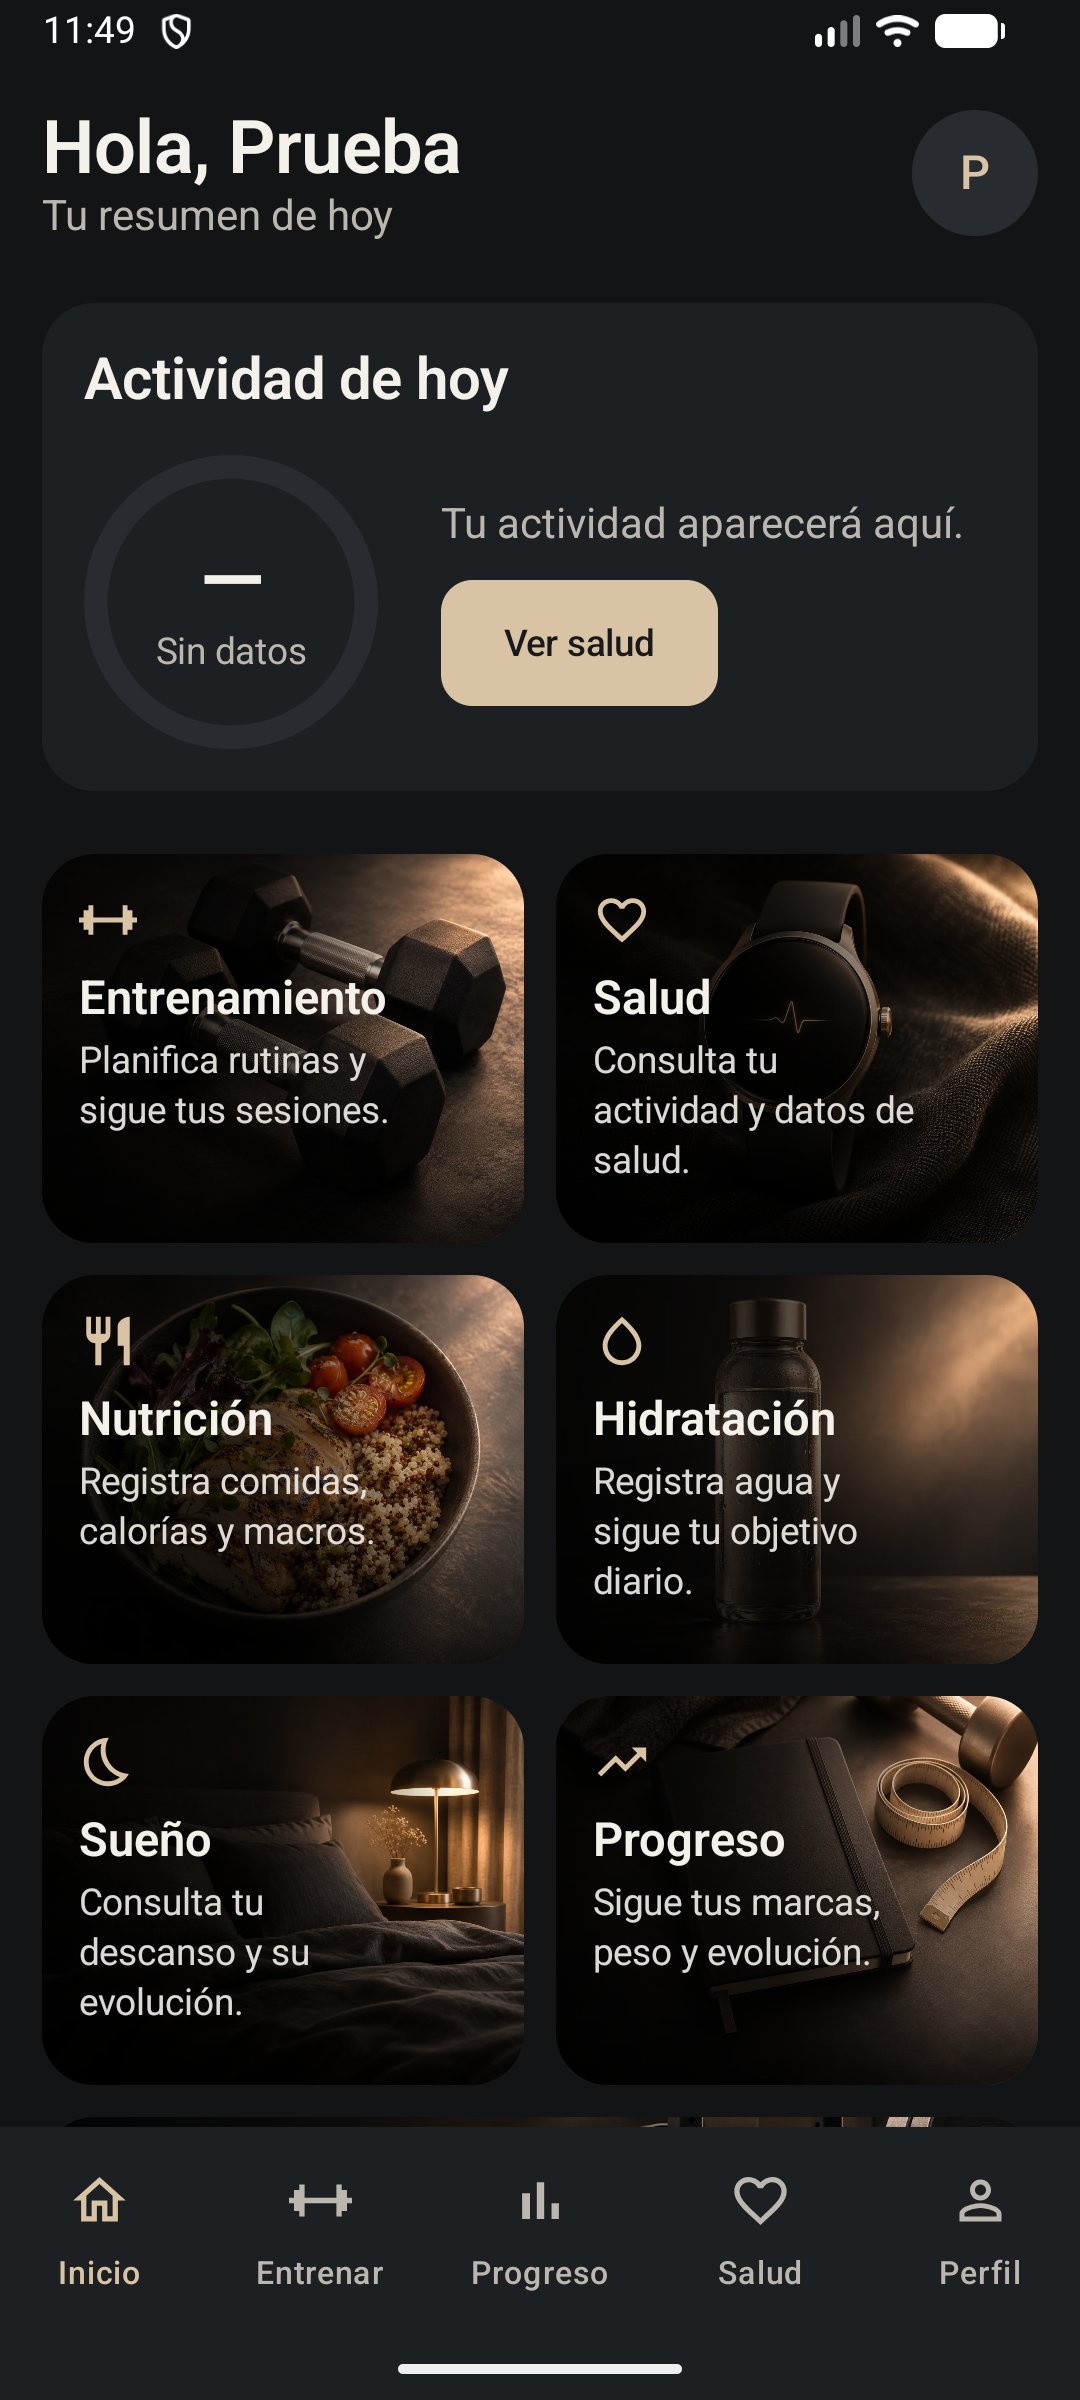 11:49
Hola, Prueba
Tu resumen de hoy
P
Actividad de hoy
—
Sin datos
Tu actividad aparecerá aquí.
Ver salud
Entrenamiento
Planifica rutinas y
sigue tus sesiones.
Salud
Consulta tu
actividad y datos de
salud.
Nutrición
Registra comidas,
calorías y macros.
Hidratación
Registra agua y
sigue tu objetivo
diario.
Sueño
Consulta tu
descanso y su
evolución.
Progreso
Sigue tus marcas,
peso y evolución.
Inicio
Entrenar
Progreso
Salud
Perfil